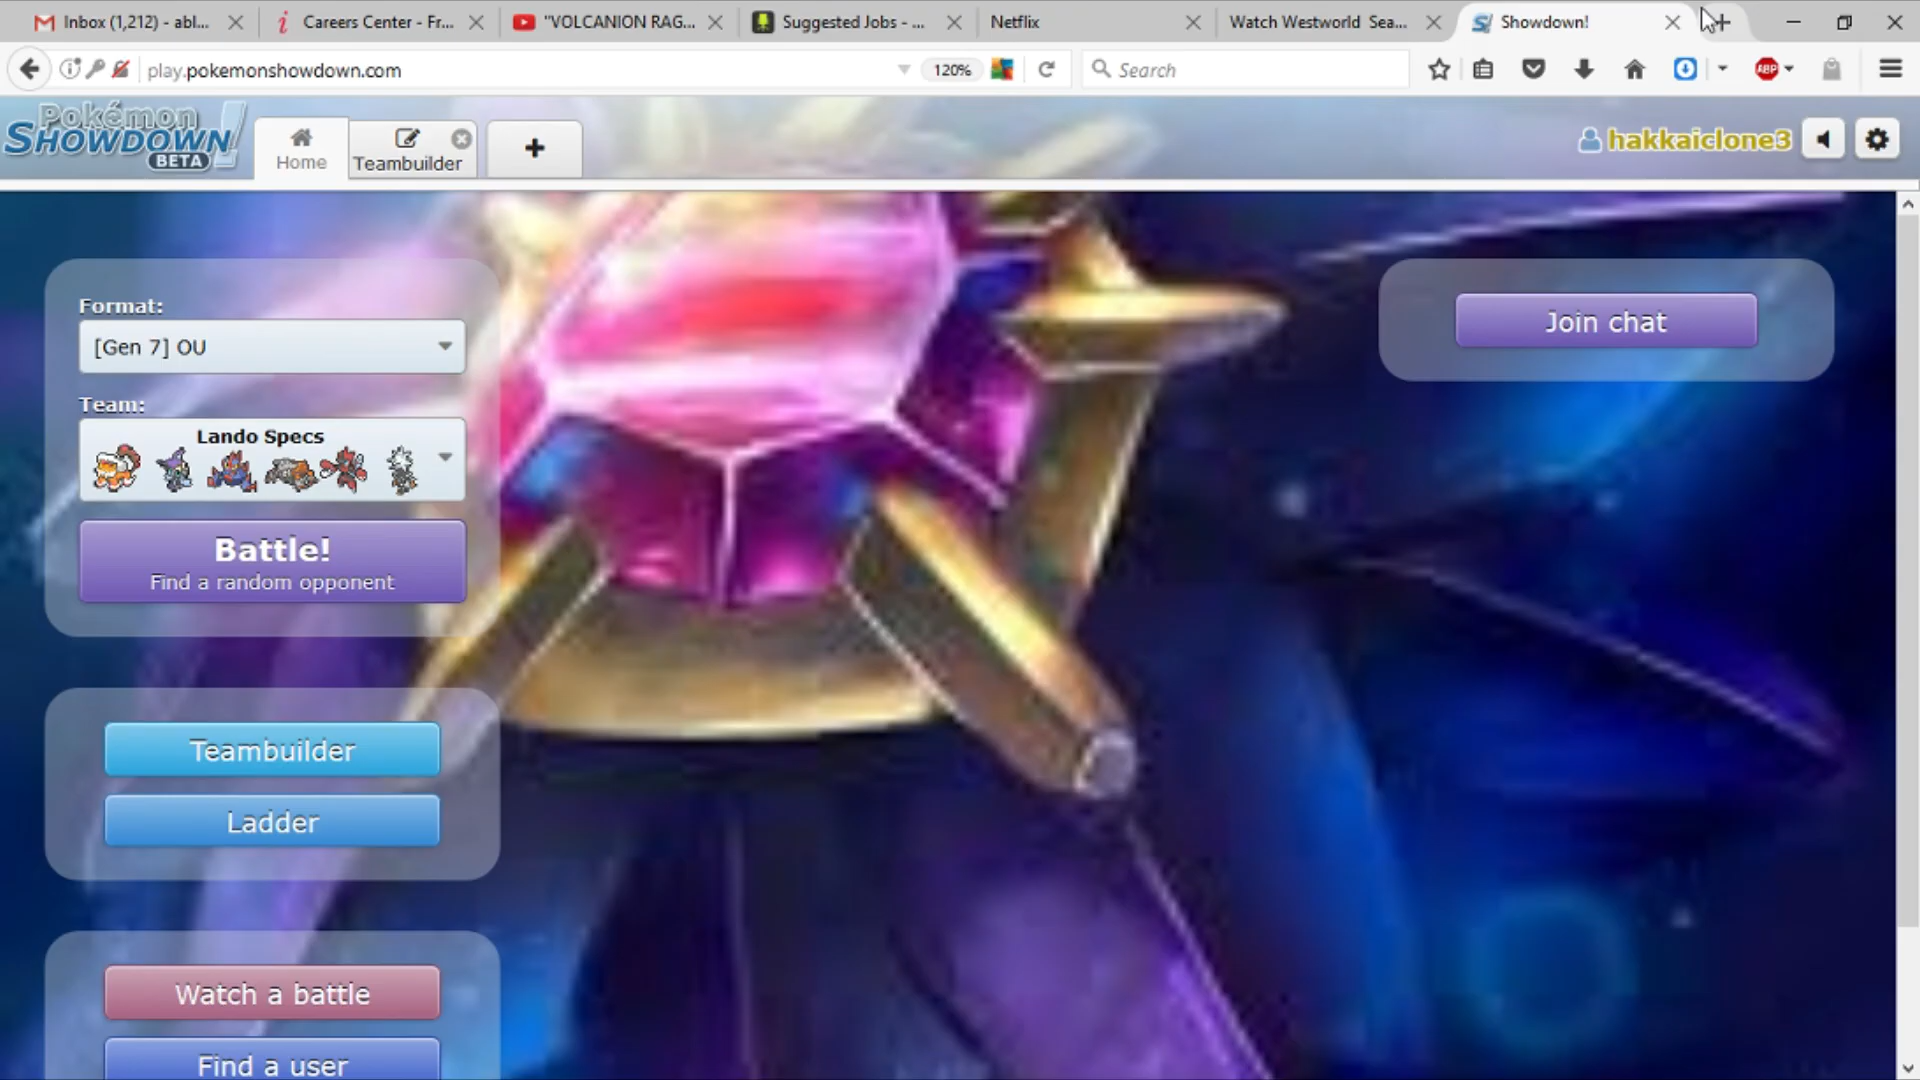 Inbox (1,212) - abl...
Careers Center - Fr...
"VOLCANION RAG...
Suggested Jobs - ...
Netflix
Watch Westworld Sea...
Showdown!
play.pokemonshowdown.com
120%
Search
ABP
Pokémon
SHOWDOWN!
BETA
Home
Teambuilder
hakkaiclone3
Format:
[Gen 7] OU
Team:
Lando Specs
Battle!
Find a random opponent
Join chat
Teambuilder
Ladder
Watch a battle
Find a user